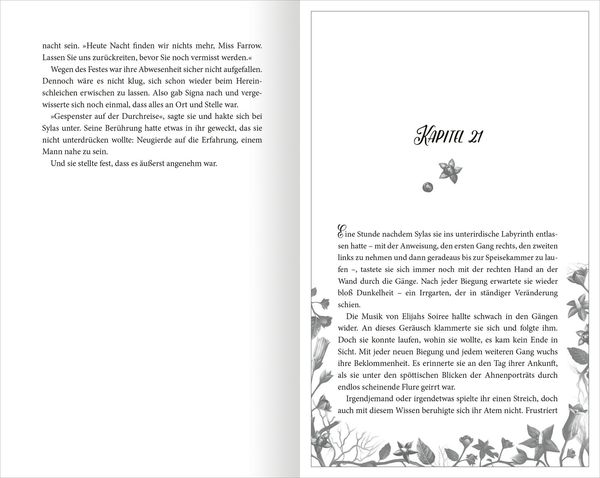 nacht sein. »Heute Nacht finden wir nichts mehr, Miss Farrow.
Lassen Sie uns zurückreiten, bevor Sie noch vermisst werden.«
Wegen des Festes war ihre Abwesenheit sicher nicht aufgefallen.
Dennoch wäre es nicht klug, sich schon wieder beim Herein-
schleichen erwischen zu lassen. Also gab Signa nach und verge-
wisserte sich noch einmal, dass alles an Ort und Stelle war.
»Gespenster auf der Durchreise«, sagte sie und hakte sich bei
Sylas unter. Seine Berührung hatte etwas in ihr geweckt, das sie
nicht unterdrücken wollte: Neugierde auf die Erfahrung, einem
Mann nahe zu sein.
Und sie stellte fest, dass es äußerst angenehm war.
Kapitel 21
Eine Stunde nachdem Sylas sie ins unterirdische Labyrinth entlas-
sen hatte – mit der Anweisung, den ersten Gang rechts, den zweiten
links zu nehmen und dann geradeaus bis zur Speisekammer zu lau-
fen –, tastete sie sich immer noch mit der rechten Hand an der
Wand durch die Gänge. Nach jeder Biegung erwartete sie wieder
bloß Dunkelheit – ein Irrgarten, der in ständiger Veränderung
schien.
Die Musik von Elijahs Soiree hallte schwach in den Gängen
wider. An dieses Geräusch klammerte sie sich und folgte ihm.
Doch sie konnte laufen, wohin sie wollte, es kam kein Ende in
Sicht. Mit jeder neuen Biegung und jedem weiteren Gang wuchs
ihre Beklommenheit. Es erinnerte sie an den Tag ihrer Ankunft,
als sie unter den spöttischen Blicken der Ahnenporträts durch
endlos scheinende Flure geirrt war.
Irgendjemand oder irgendetwas spielte ihr einen Streich, doch
auch mit diesem Wissen beruhigte sich ihr Atem nicht. Frustriert